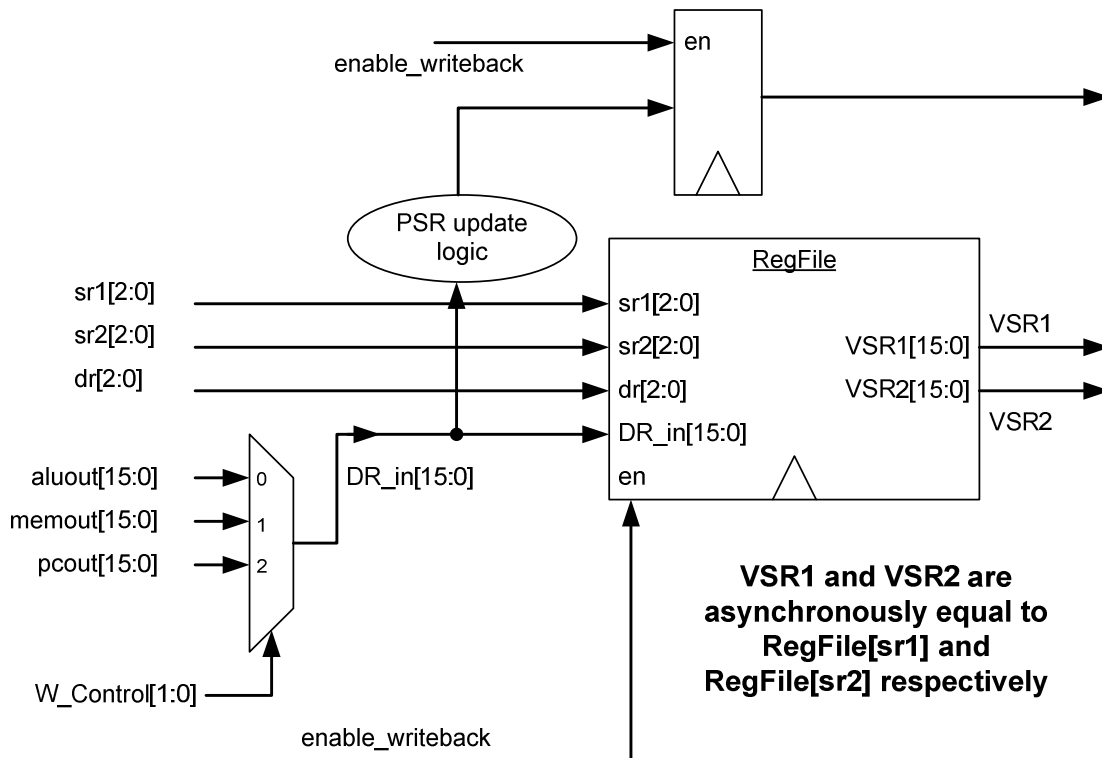 en
enable_writeback
PSR update
logic
RegFile
sr1[2:0]
sr1[2:0]
sr2[2:0]
sr2[2:0]
VSR1[15:0]
VSR1
dr[2:0]
dr[2:0]
VSR2[15:0]
VSR2
DR_in[15:0]
en
aluout[15:0]
0
DR_in[15:0]
memout[15:0]
1
pcout[15:0]
2
VSR1 and VSR2 are
asynchronously equal to
RegFile[sr1] and
RegFile[sr2] respectively
W_Control[1:0]
enable_writeback